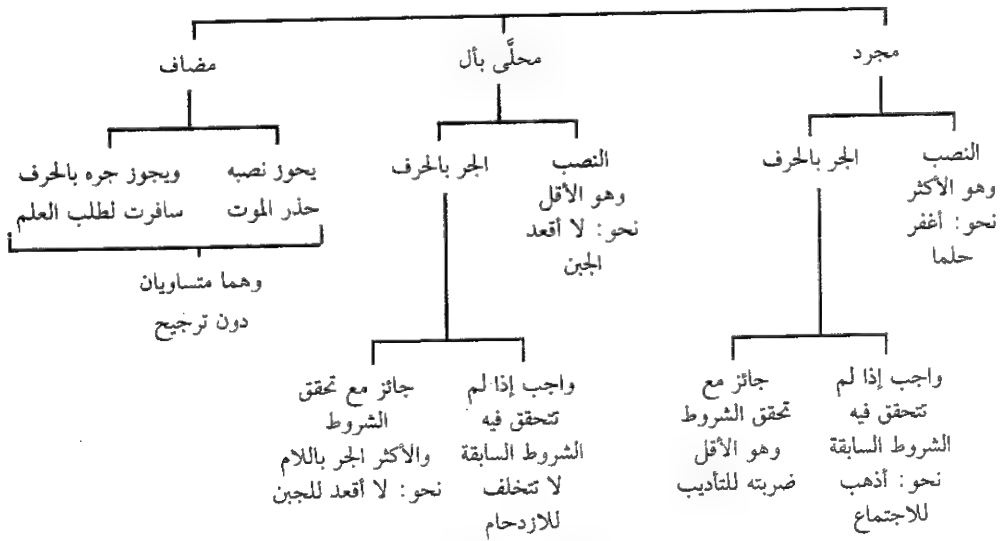 مجرد
محلَّى بأل
مضاف
النصب
وهو الأكثر
نحو: أغفر
حلما
الجر بالحرف
واجب إذا لم
تتحقق فيه
الشروط السابقة
نحو: أذهب
للاجتماع
جائز مع
تحقق الشروط
وهو الأقل
ضربته للتأديب
النصب
وهو الأقل
نحو: لا أقعد
الجبن
الجر بالحرف
واجب إذا لم
تتحقق فيه
الشروط السابقة
لا تتخلف
للازدحام
جائز مع تحقق
الشروط
والأكثر الجر باللام
نحو: لا أقعد للجبن
يحوز نصبه
حذر الموت
ويجوز جره بالحرف
سافرت لطلب العلم
وهما متساويان
دون ترجيح